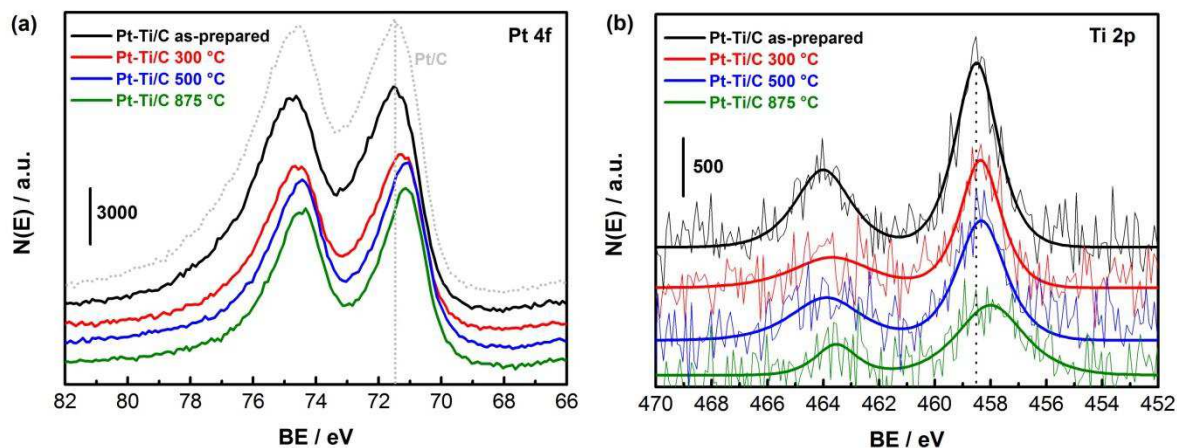 (a)
Pt 4f
Pt-Ti/C as-prepared
Pt-Ti/C 300 °C
Pt-Ti/C 500 °C
Pt-Ti/C 875 °C
Pt/C
3000
N(E) / a.u.
82 80 78 76 74 72 70 68 66
BE / eV
(b)
Ti 2p
Pt-Ti/C as-prepared
Pt-Ti/C 300 °C
Pt-Ti/C 500 °C
Pt-Ti/C 875 °C
500
N(E) / a.u.
470 468 466 464 462 460 458 456 454 452
BE / eV